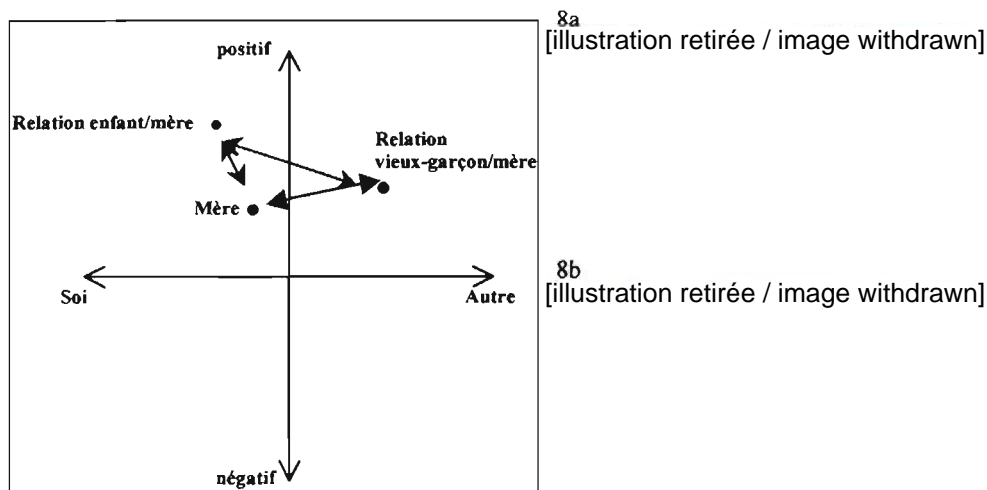 positif
Relation enfant/mère
Relation
vieux-garçon/mère
Mère
Soi
Autre
négatif
8a
[illustration retirée / image withdrawn]
8b
[illustration retirée / image withdrawn]